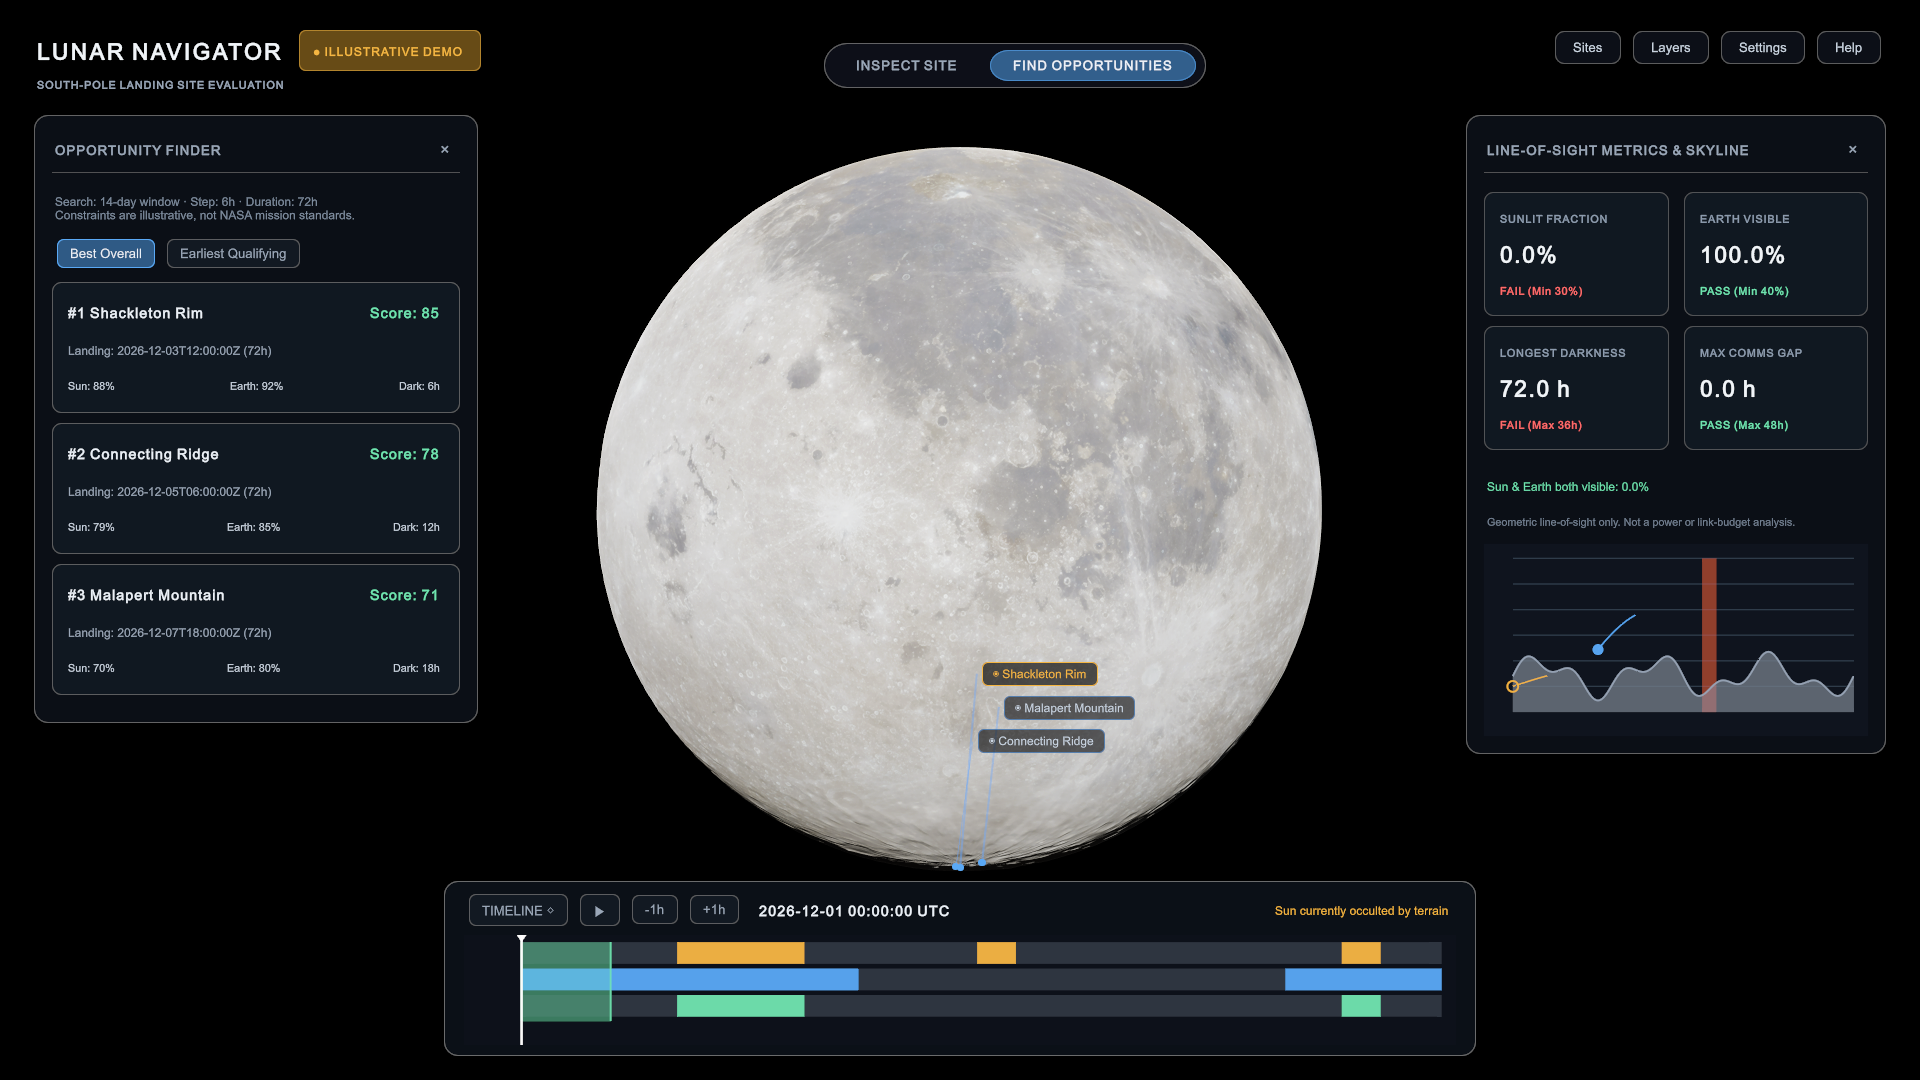 LUNAR NAVIGATOR
● ILLUSTRATIVE DEMO
SOUTH-POLE LANDING SITE EVALUATION
INSPECT SITE
FIND OPPORTUNITIES
Sites
Layers
Settings
Help
OPPORTUNITY FINDER
×
Search: 14-day window · Step: 6h · Duration: 72h
Constraints are illustrative, not NASA mission standards.
Best Overall
Earliest Qualifying
#1 Shackleton Rim
Score: 85
Landing: 2026-12-03T12:00:00Z (72h)
Sun: 88%
Earth: 92%
Dark: 6h
#2 Connecting Ridge
Score: 78
Landing: 2026-12-05T06:00:00Z (72h)
Sun: 79%
Earth: 85%
Dark: 12h
#3 Malapert Mountain
Score: 71
Landing: 2026-12-07T18:00:00Z (72h)
Sun: 70%
Earth: 80%
Dark: 18h
Shackleton Rim
Malapert Mountain
Connecting Ridge
LINE-OF-SIGHT METRICS & SKYLINE
×
SUNLIT FRACTION
0.0%
FAIL (Min 30%)
EARTH VISIBLE
100.0%
PASS (Min 40%)
LONGEST DARKNESS
72.0 h
FAIL (Max 36h)
MAX COMMS GAP
0.0 h
PASS (Max 48h)
Sun & Earth both visible: 0.0%
Geometric line-of-sight only. Not a power or link-budget analysis.
TIMELINE ◇
-1h
+1h
2026-12-01 00:00:00 UTC
Sun currently occulted by terrain